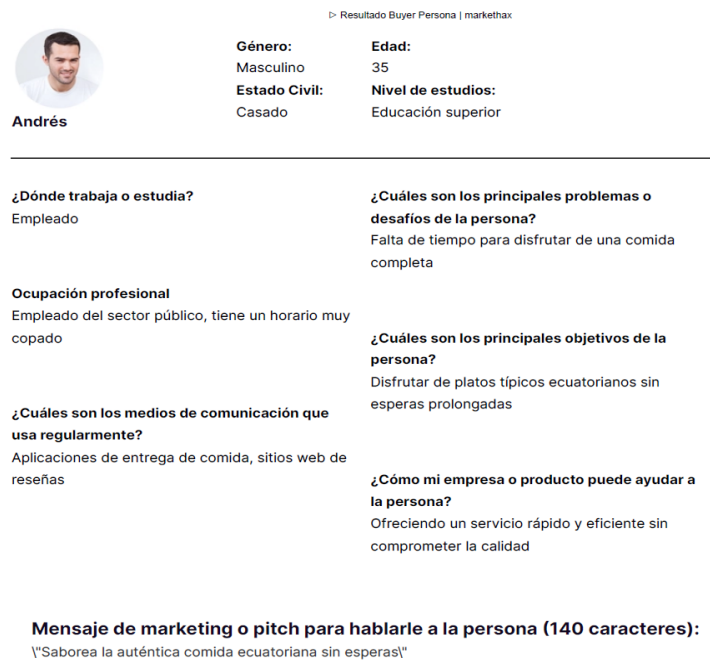 ▷ Resultado Buyer Persona | markethax
Género:
Masculino
Estado Civil:
Casado
Edad:
35
Nivel de estudios:
Educación superior
Andrés
¿Dónde trabaja o estudia?
Empleado
Ocupación profesional
Empleado del sector público, tiene un horario muy
copado
¿Cuáles son los medios de comunicación que
usa regularmente?
Aplicaciones de entrega de comida, sitios web de
reseñas
¿Cuáles son los principales problemas o
desafíos de la persona?
Falta de tiempo para disfrutar de una comida
completa
¿Cuáles son los principales objetivos de la
persona?
Disfrutar de platos típicos ecuatorianos sin
esperas prolongadas
¿Cómo mi empresa o producto puede ayudar a
la persona?
Ofreciendo un servicio rápido y eficiente sin
comprometer la calidad
Mensaje de marketing o pitch para hablarle a la persona (140 caracteres):
\"Saborea la auténtica comida ecuatoriana sin esperas\"